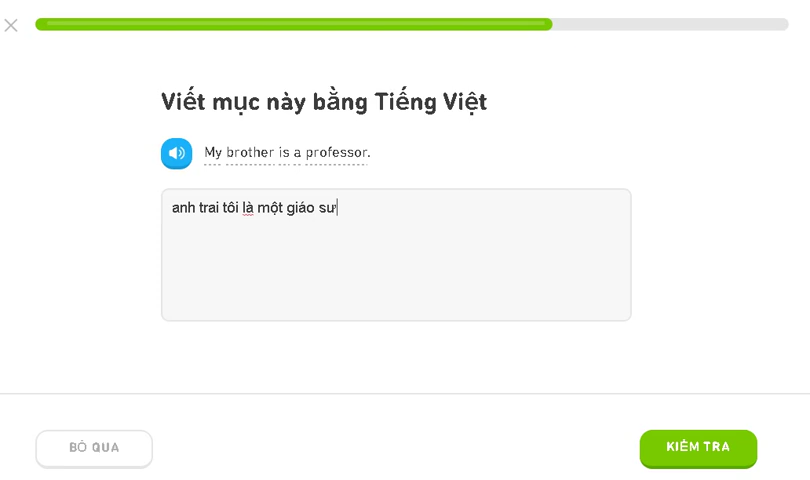 Viết mục này bằng Tiếng Việt
My brother is a professor.
anh trai tôi là một giáo sư
BỎ QUA
KIỂM TRA